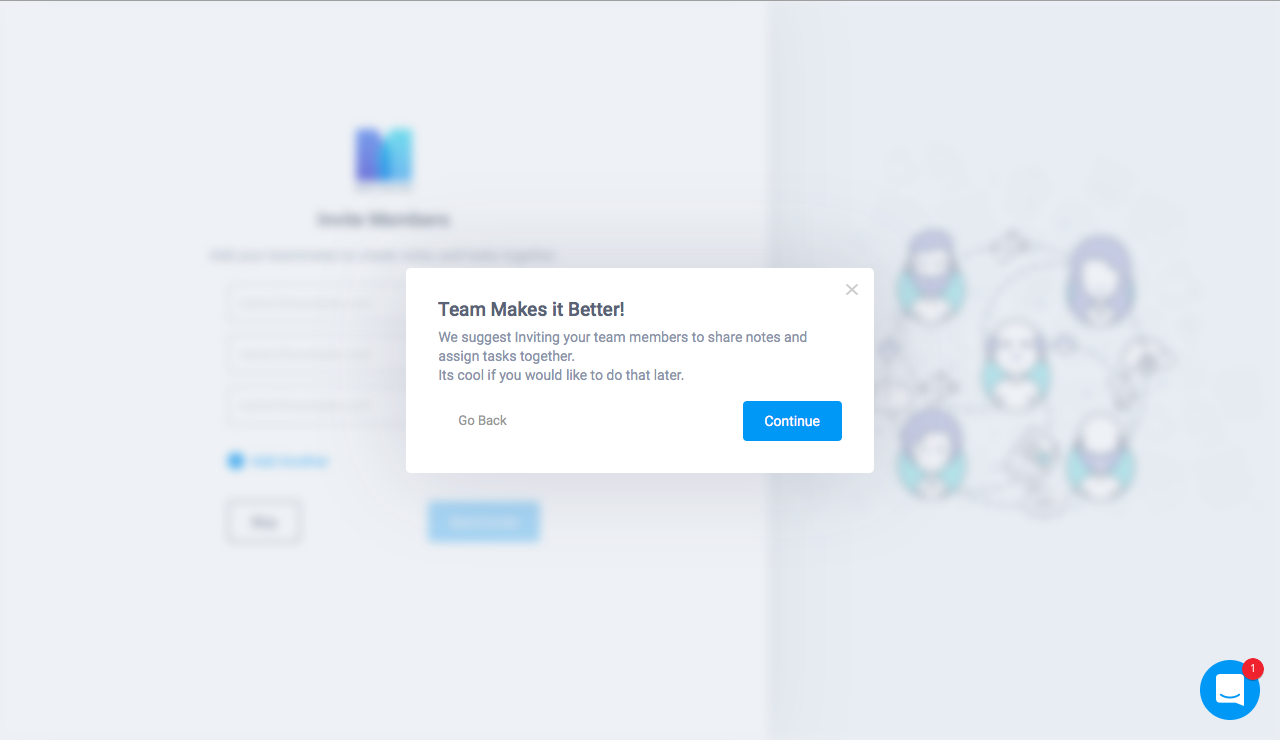 Invite Members
Team Makes it Better!
We suggest Inviting your team members to share notes and
assign tasks together.
Its cool if you would like to do that later.
Go Back
Continue
Skip
1